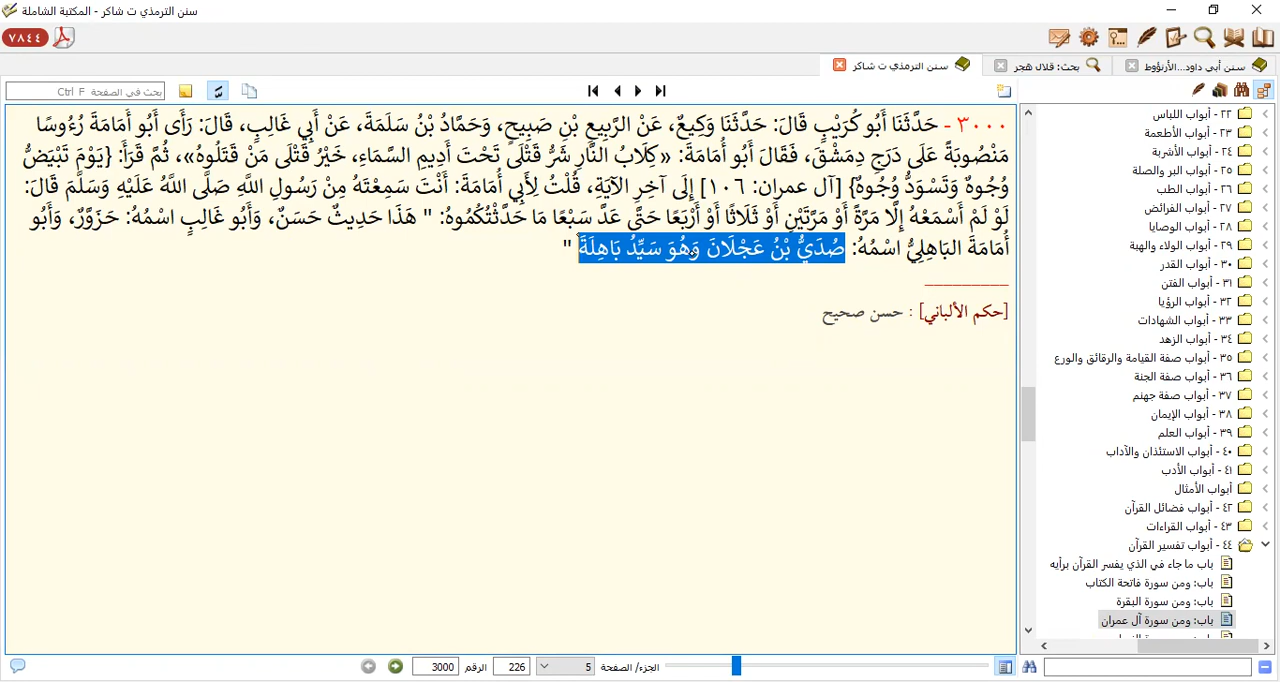 سنن الترمذي ت شاكر - المكتبة الشاملة
٧٨٤٤
سنن أبي داود...الأرنؤوط
بحث: قلال هجر
سنن الترمذي ت شاكر
بحث في الصفحة Ctrl F
٣٠٠٠ - حَدَّثَنَا أَبُو كُرَيْبٍ قَالَ: حَدَّثَنَا وَكِيعٌ، عَنْ الرَّبِيعِ بْنِ صَبِيحٍ، وَحَمَّادُ بْنُ سَلَمَةَ، عَنْ أَبِي غَالِبٍ، قَالَ: رَأَى أَبُو أُمَامَةَ رُءُوسًا
مَنْصُوبَةً عَلَى دَرَجِ دِمَشْقَ، فَقَالَ أَبُو أُمَامَةَ: «كِلَابُ النَّارِ شَرُّ قَتْلَى تَحْتَ أَدِيمِ السَّمَاءِ، خَيْرُ قَتْلَى مَنْ قَتَلُوهُ»، ثُمَّ قَرَأَ: {يَوْمَ تَبْيَضُّ
وُجُوهٌ وَتَسْوَدُّ وُجُوهٌ} [آل عمران: ١٠٦] إِلَى آخِرِ الآيَةِ، قُلْتُ لِأَبِي أُمَامَةَ: أَنْتَ سَمِعْتَهُ مِنْ رَسُولِ اللَّهِ صَلَّى اللَّهُ عَلَيْهِ وَسَلَّمَ قَالَ:
لَوْ لَمْ أَسْمَعْهُ إِلَّا مَرَّةً أَوْ مَرَّتَيْنِ أَوْ ثَلَاثًا أَوْ أَرْبَعًا حَتَّى عَدَّ سَبْعًا مَا حَدَّثْتُكُمُوهُ: " هَذَا حَدِيثٌ حَسَنٌ، وَأَبُو غَالِبٍ اسْمُهُ: حَزَوَّرٌ، وَأَبُو
أُمَامَةَ البَاهِلِيُّ اسْمُهُ: صُدَيُّ بْنُ عَجْلَانَ وَهُوَ سَيِّدُ بَاهِلَةَ "
[حكم الألباني] : حسن صحيح
٢٢ - أبواب اللباس
٢٣ - أبواب الأطعمة
٢٤ - أبواب الأشربة
٢٥ - أبواب البر والصلة
٢٦ - أبواب الطب
٢٧ - أبواب الفرائض
٢٨ - أبواب الوصايا
٢٩ - أبواب الولاء والهبة
٣٠ - أبواب القدر
٣١ - أبواب الفتن
٣٢ - أبواب الرؤيا
٣٣ - أبواب الشهادات
٣٤ - أبواب الزهد
٣٥ - أبواب صفة القيامة والرقائق والورع
٣٦ - أبواب صفة الجنة
٣٧ - أبواب صفة جهنم
٣٨ - أبواب الإيمان
٣٩ - أبواب العلم
٤٠ - أبواب الاستئذان والآداب
٤١ - أبواب الأدب
أبواب الأمثال
٤٢ - أبواب فضائل القرآن
٤٣ - أبواب القراءات
٤٤ - أبواب تفسير القرآن
باب ما جاء في الذي يفسر القرآن برأيه
باب: ومن سورة فاتحة الكتاب
باب: ومن سورة البقرة
باب: ومن سورة آل عمران
الجزء/ الصفحة 5 226 الرقم 3000